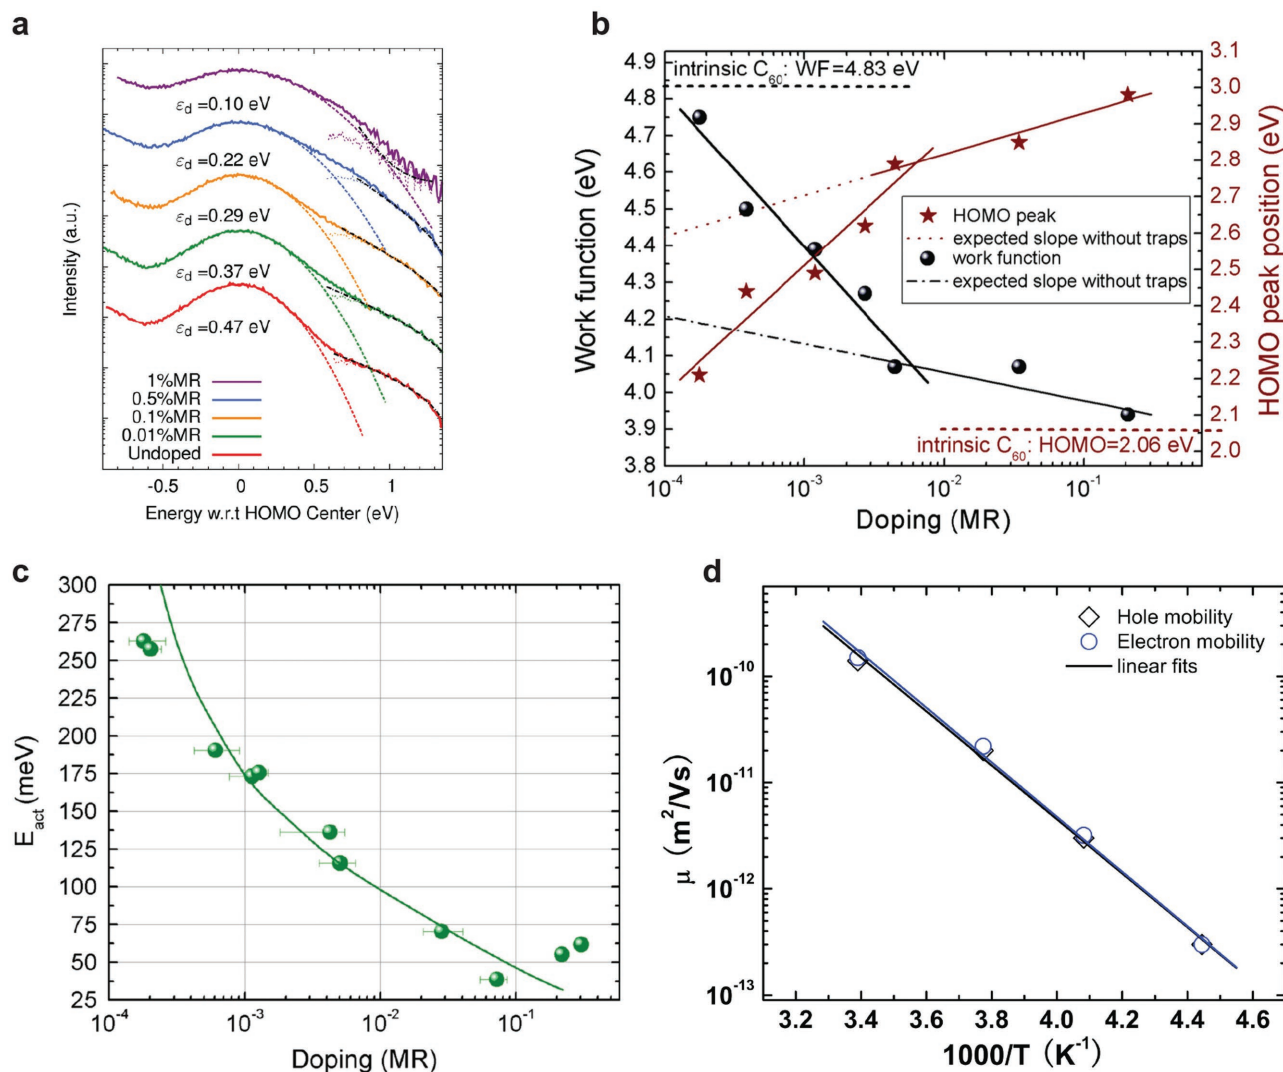 a
Intensity (a.u.)
ε_d =0.10 eV
ε_d =0.22 eV
ε_d =0.29 eV
ε_d =0.37 eV
ε_d =0.47 eV
1%MR
0.5%MR
0.1%MR
0.01%MR
Undoped
-0.5 0 0.5 1
Energy w.r.t HOMO Center (eV)
b
Work function (eV)
4.9
4.8
4.7
4.6
4.5
4.4
4.3
4.2
4.1
4.0
3.9
3.8
intrinsic C₆₀: WF=4.83 eV
HOMO peak
expected slope without traps
work function
expected slope without traps
intrinsic C₆₀: HOMO=2.06 eV
3.1
3.0
2.9
2.8
2.7
2.6
2.5
2.4
2.3
2.2
2.1
2.0
HOMO peak position (eV)
10⁻⁴ 10⁻³ 10⁻² 10⁻¹
Doping (MR)
c
E_act (meV)
300
275
250
225
200
175
150
125
100
75
50
25
10⁻⁴ 10⁻³ 10⁻² 10⁻¹
Doping (MR)
d
μ (m²/Vs)
10⁻¹⁰
10⁻¹¹
10⁻¹²
10⁻¹³
Hole mobility
Electron mobility
linear fits
3.2 3.4 3.6 3.8 4.0 4.2 4.4 4.6
1000/T (K⁻¹)